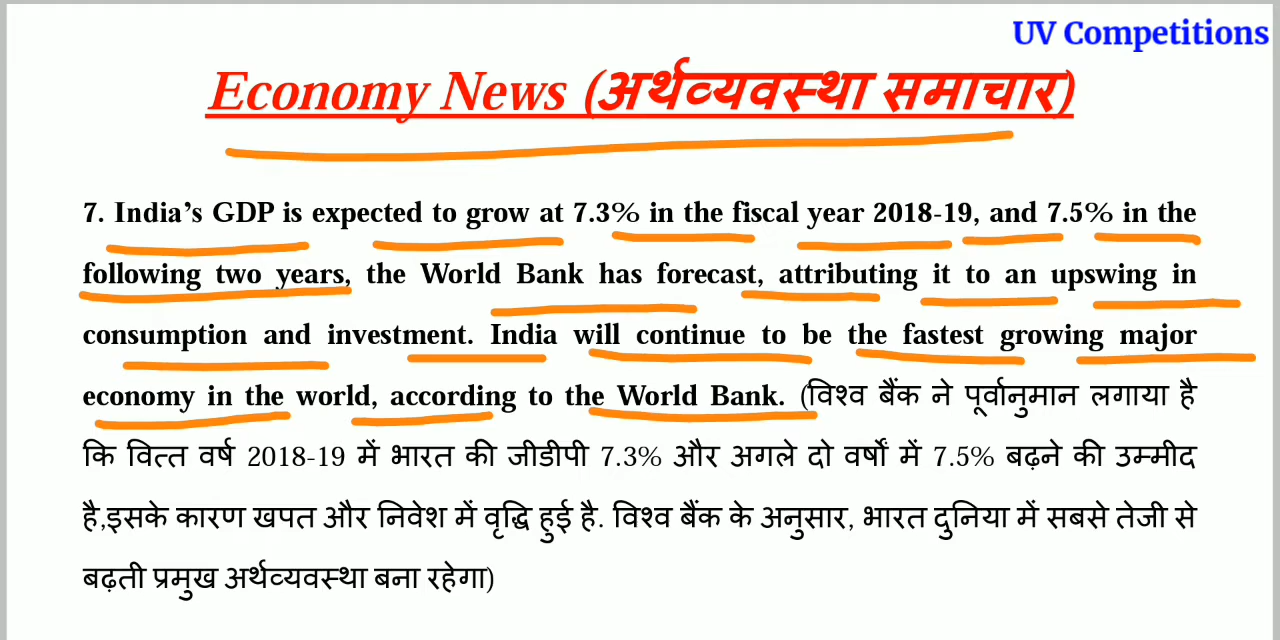 UV Competitions
Economy News (अर्थव्यवस्था समाचार)
7. India’s GDP is expected to grow at 7.3% in the fiscal year 2018-19, and 7.5% in the
following two years, the World Bank has forecast, attributing it to an upswing in
consumption and investment. India will continue to be the fastest growing major
economy in the world, according to the World Bank. (विश्व बैंक ने पूर्वानुमान लगाया है
कि वित्त वर्ष 2018-19 में भारत की जीडीपी 7.3% और अगले दो वर्षों में 7.5% बढ़ने की उम्मीद
है,इसके कारण खपत और निवेश में वृद्धि हुई है. विश्व बैंक के अनुसार, भारत दुनिया में सबसे तेजी से
बढ़ती प्रमुख अर्थव्यवस्था बना रहेगा)